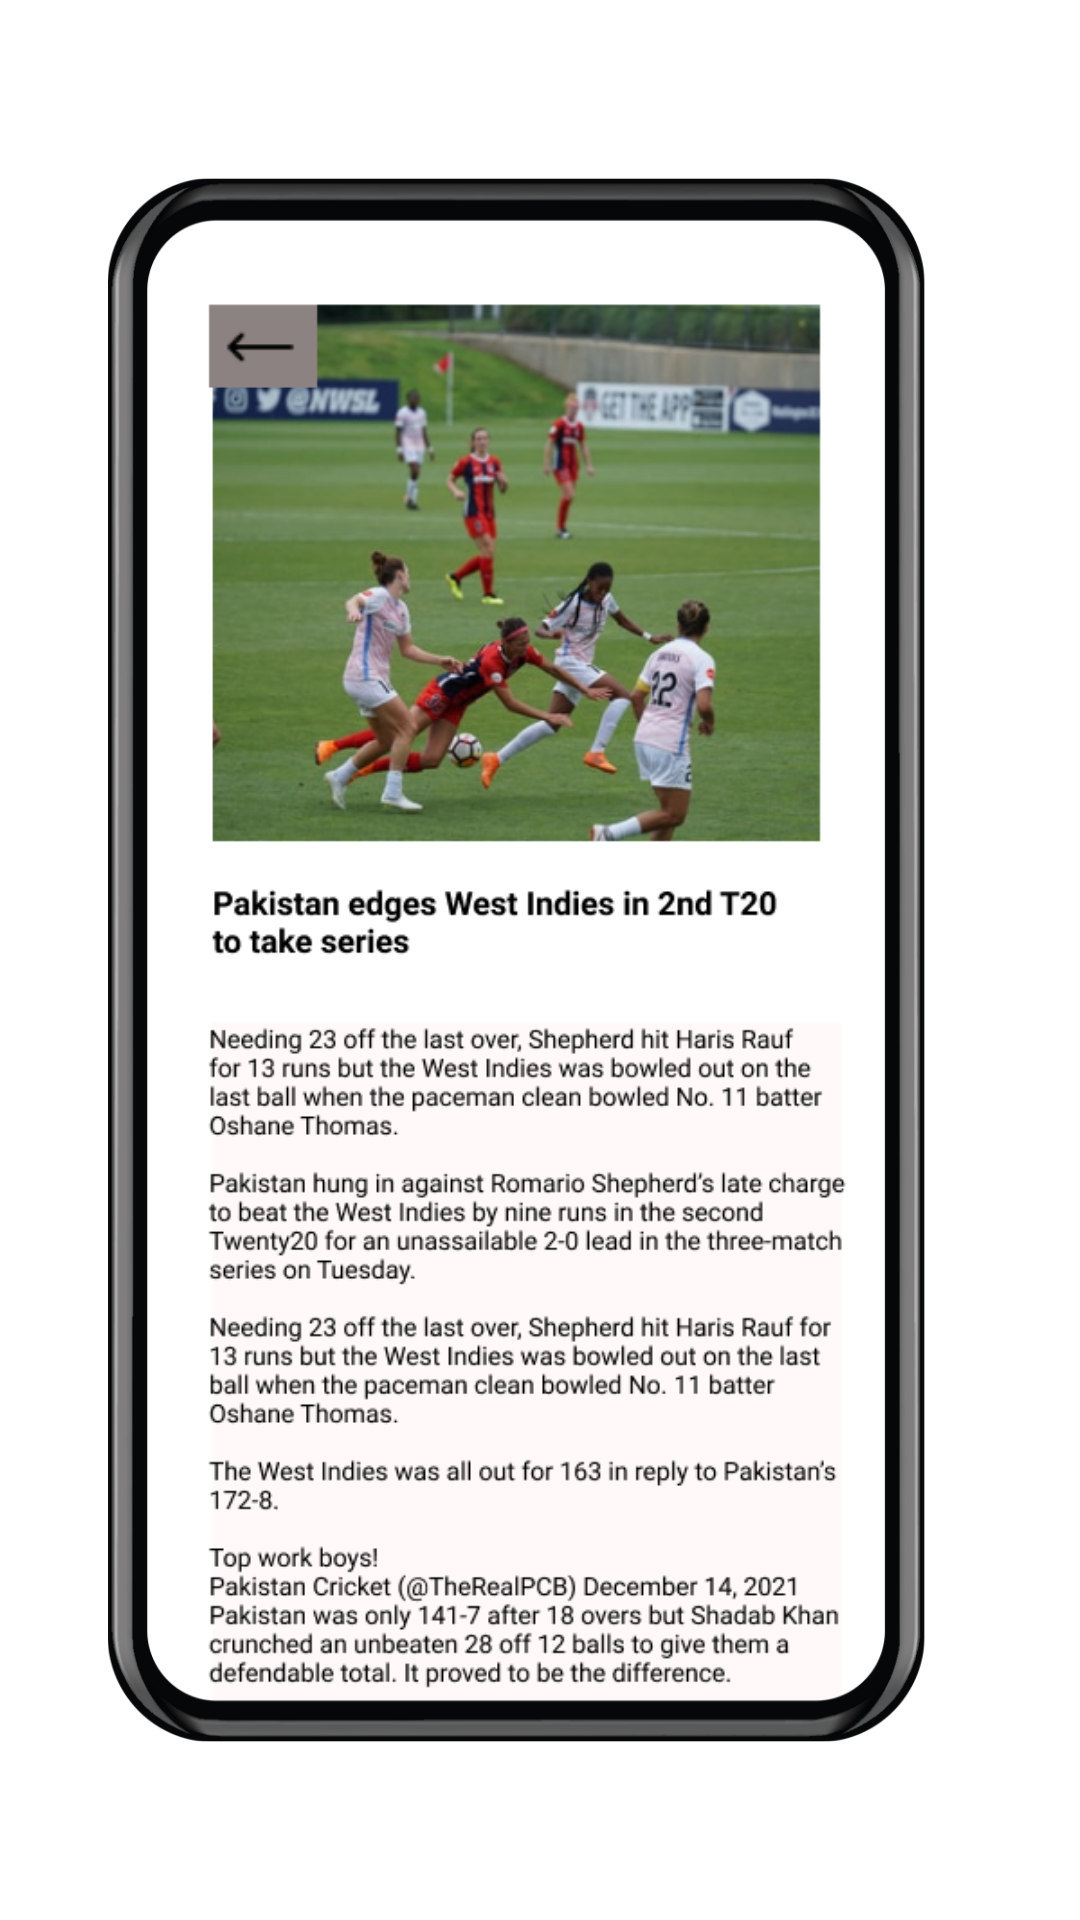 @NWSL
GET THE APP
22
Pakistan edges West Indies in 2nd T20
to take series
Needing 23 off the last over, Shepherd hit Haris Rauf
for 13 runs but the West Indies was bowled out on the
last ball when the paceman clean bowled No. 11 batter
Oshane Thomas.
Pakistan hung in against Romario Shepherd’s late charge
to beat the West Indies by nine runs in the second
Twenty20 for an unassailable 2-0 lead in the three-match
series on Tuesday.
Needing 23 off the last over, Shepherd hit Haris Rauf for
13 runs but the West Indies was bowled out on the last
ball when the paceman clean bowled No. 11 batter
Oshane Thomas.
The West Indies was all out for 163 in reply to Pakistan’s
172-8.
Top work boys!
Pakistan Cricket (@TheRealPCB) December 14, 2021
Pakistan was only 141-7 after 18 overs but Shadab Khan
crunched an unbeaten 28 off 12 balls to give them a
defendable total. It proved to be the difference.